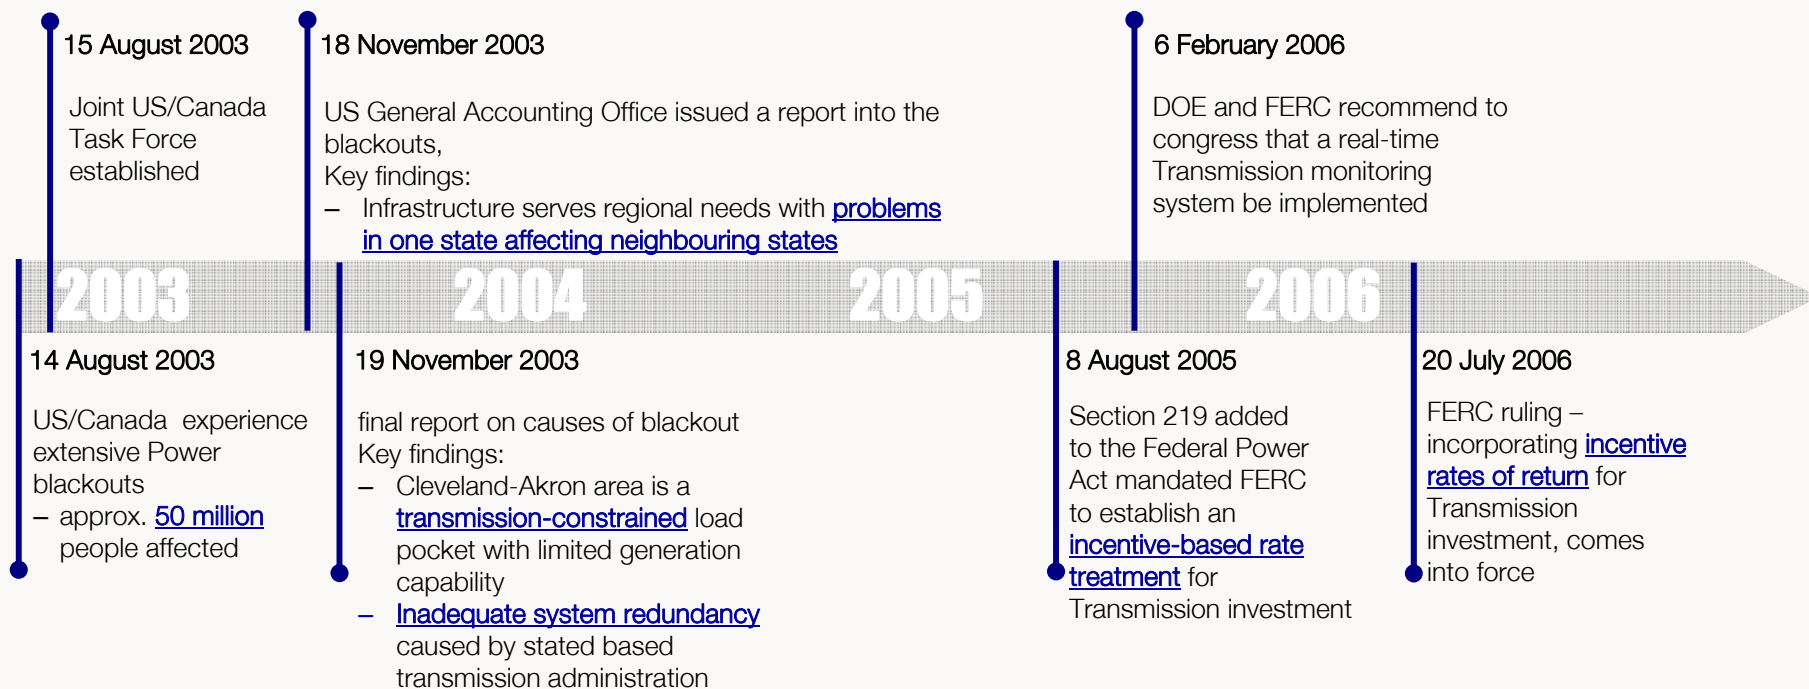 15 August 2003
Joint US/Canada
Task Force
established
18 November 2003
US General Accounting Office issued a report into the
blackouts,
Key findings:
– Infrastructure serves regional needs with problems
in one state affecting neighbouring states
6 February 2006
DOE and FERC recommend to
congress that a real-time
Transmission monitoring
system be implemented
2003
2004
2005
2006
14 August 2003
US/Canada experience
extensive Power
blackouts
– approx. 50 million
people affected
19 November 2003
final report on causes of blackout
Key findings:
– Cleveland-Akron area is a
transmission-constrained load
pocket with limited generation
capability
– Inadequate system redundancy
caused by stated based
transmission administration
8 August 2005
Section 219 added
to the Federal Power
Act mandated FERC
to establish an
incentive-based rate
treatment for
Transmission investment
20 July 2006
FERC ruling –
incorporating incentive
rates of return for
Transmission
investment, comes
into force